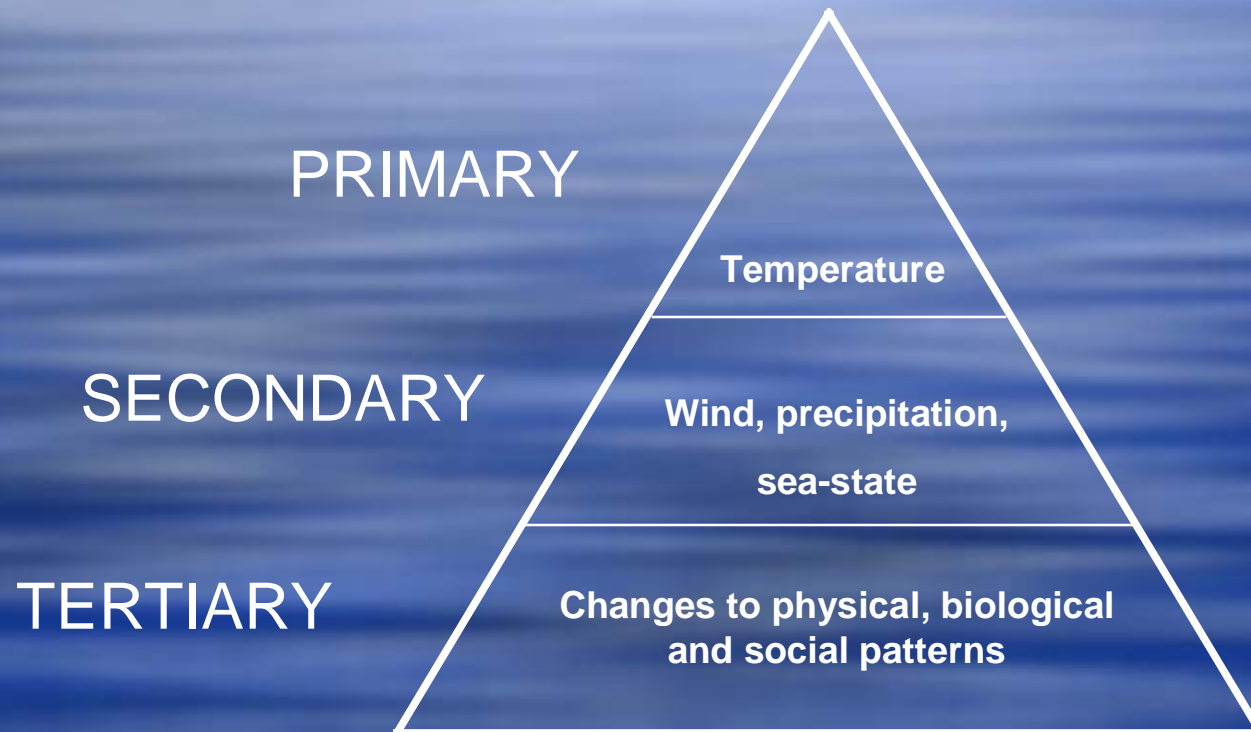 PRIMARY
Temperature
SECONDARY
Wind, precipitation,
sea-state
TERTIARY
Changes to physical, biological
and social patterns